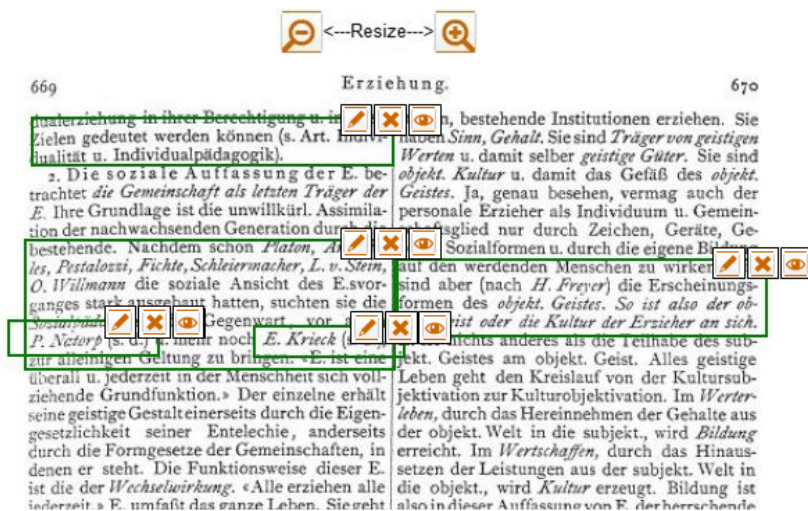 <---Resize--->
669
Erziehung.
670
dualerziehung in ihrer Berechtigung u. in
Zielen gedeutet werden können (s. Art. Indivi-
dualität u. Individualpädagogik).
2. Die soziale Auffassung der E. be-
trachtet die Gemeinschaft als letzten Träger der
E. Ihre Grundlage ist die unwillkürl. Assimila-
tion der nachwachsenden Generation durch die
bestehende. Nachdem schon Platon,
les, Pestalozzi, Fichte, Schleiermacher, L. v. Stein,
O. Willmann die soziale Ansicht des E.svor-
ganges stark ausgebaut hatten, suchten sie die
Gegenwart, vor
P. Natorp (s. d.) u. mehr noch E. Krieck
zur alleinigen Geltung zu bringen. «E. ist eine
überall u. jederzeit in der Menschheit sich voll-
ziehende Grundfunktion.» Der einzelne erhält
seine geistige Gestalt einerseits durch die Eigen-
gesetzlichkeit seiner Entelechie, anderseits
durch die Formgesetze der Gemeinschaften, in
denen er steht. Die Funktionsweise dieser E.
ist die der Wechselwirkung. «Alle erziehen alle
jederzeit.» E. umfaßt das ganze Leben. Sie geht
bestehende Institutionen erziehen. Sie
haben Sinn, Gehalt. Sie sind Träger von geistigen
Werten u. damit selber geistige Güter. Sie sind
objekt. Kultur u. damit das Gefäß des objekt.
Geistes. Ja, genau besehen, vermag auch der
personale Erzieher als Individuum u. Gemein-
schaftsglied nur durch Zeichen, Geräte, Ge-
Sozialformen u. durch die eigene Bildung
auf den werdenden Menschen zu wirken
sind aber (nach H. Freyer) die Erscheinungs-
formen des objekt. Geistes. So ist also der ob-
Geist oder die Kultur der Erzieher an sich.
nichts anderes als die Teilhabe des sub-
jekt. Geistes am objekt. Geist. Alles geistige
Leben geht den Kreislauf von der Kultursub-
jektivation zur Kulturobjektivation. Im Werter-
leben, durch das Hereinnehmen der Gehalte aus
der objekt. Welt in die subjekt., wird Bildung
erreicht. Im Wertschaffen, durch das Hinaus-
setzen der Leistungen aus der subjekt. Welt in
die objekt., wird Kultur erzeugt. Bildung ist
also in dieser Auffassung von E. der herrschende